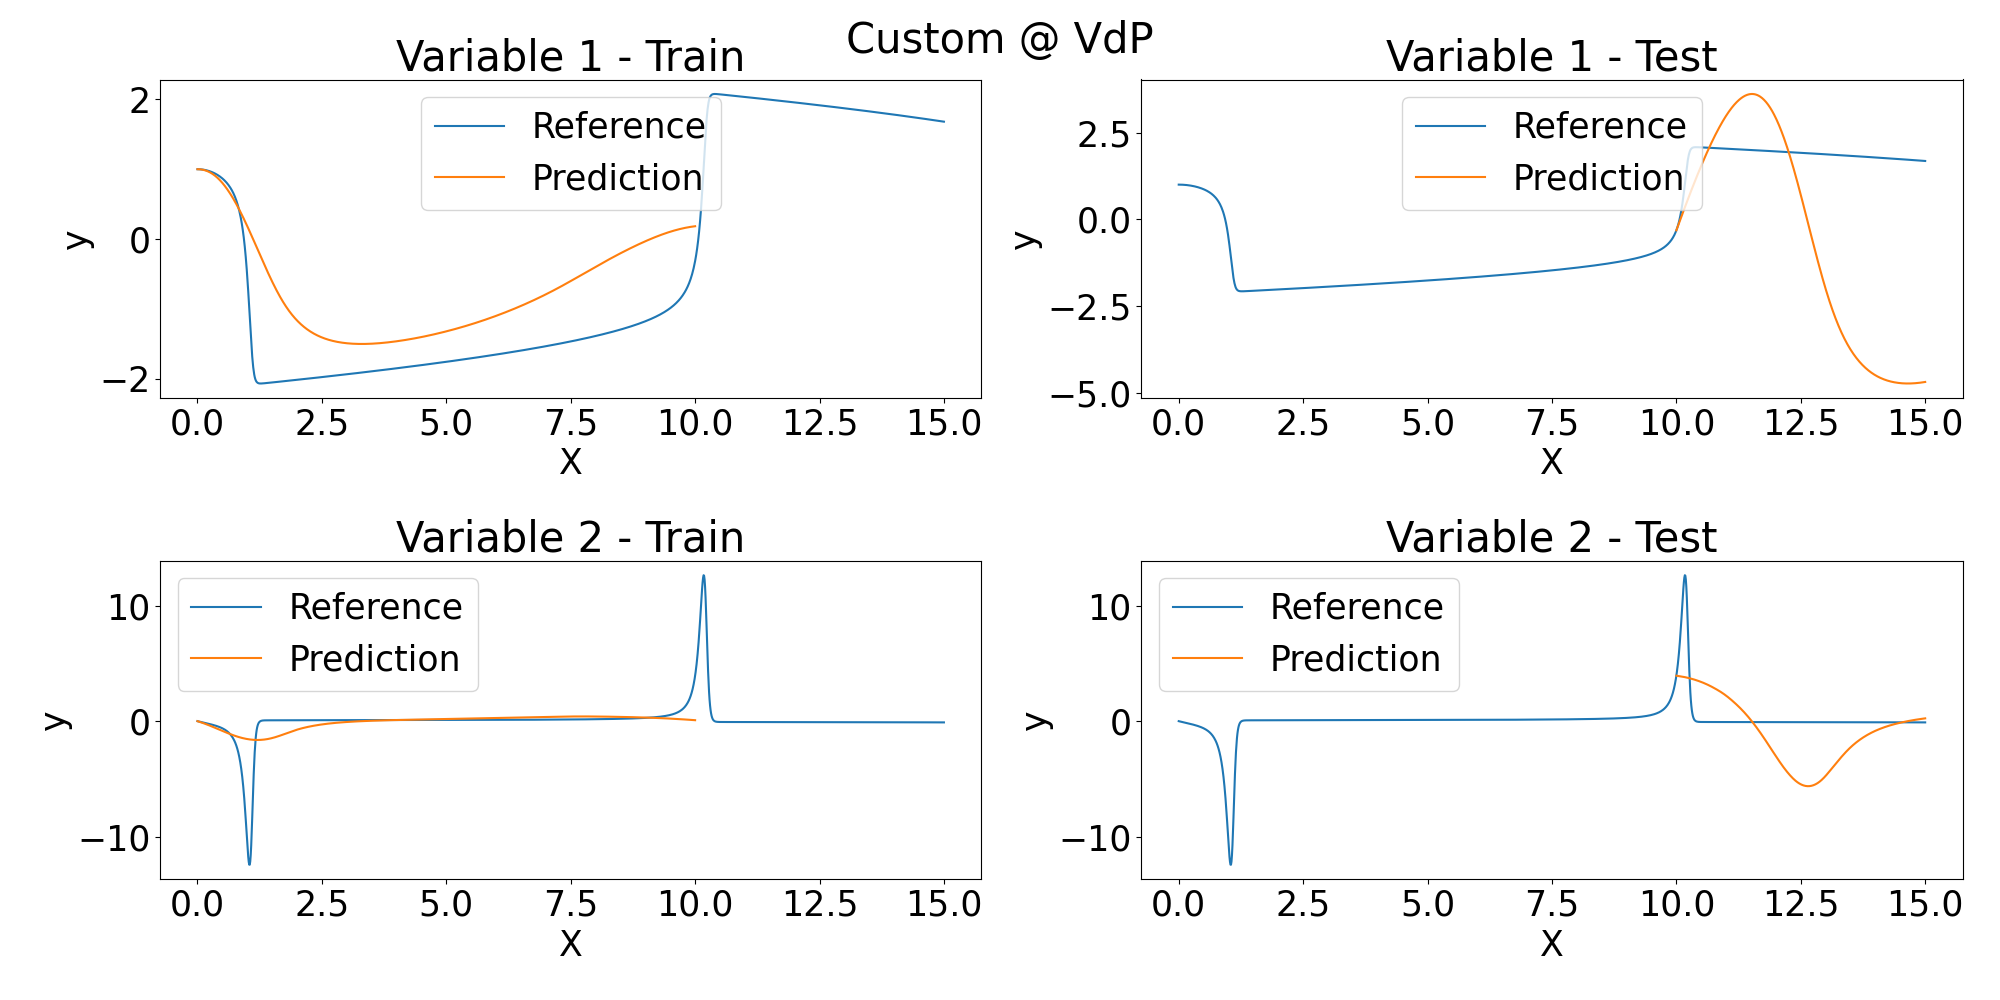 Custom @ VdP
Variable 1 - Train
Reference
Prediction
y
2
0
−2
0.0 2.5 5.0 7.5 10.0 12.5 15.0
X
Variable 1 - Test
Reference
Prediction
y
2.5
0.0
−2.5
−5.0
0.0 2.5 5.0 7.5 10.0 12.5 15.0
X
Variable 2 - Train
Reference
Prediction
y
10
0
−10
0.0 2.5 5.0 7.5 10.0 12.5 15.0
X
Variable 2 - Test
Reference
Prediction
y
10
0
−10
0.0 2.5 5.0 7.5 10.0 12.5 15.0
X